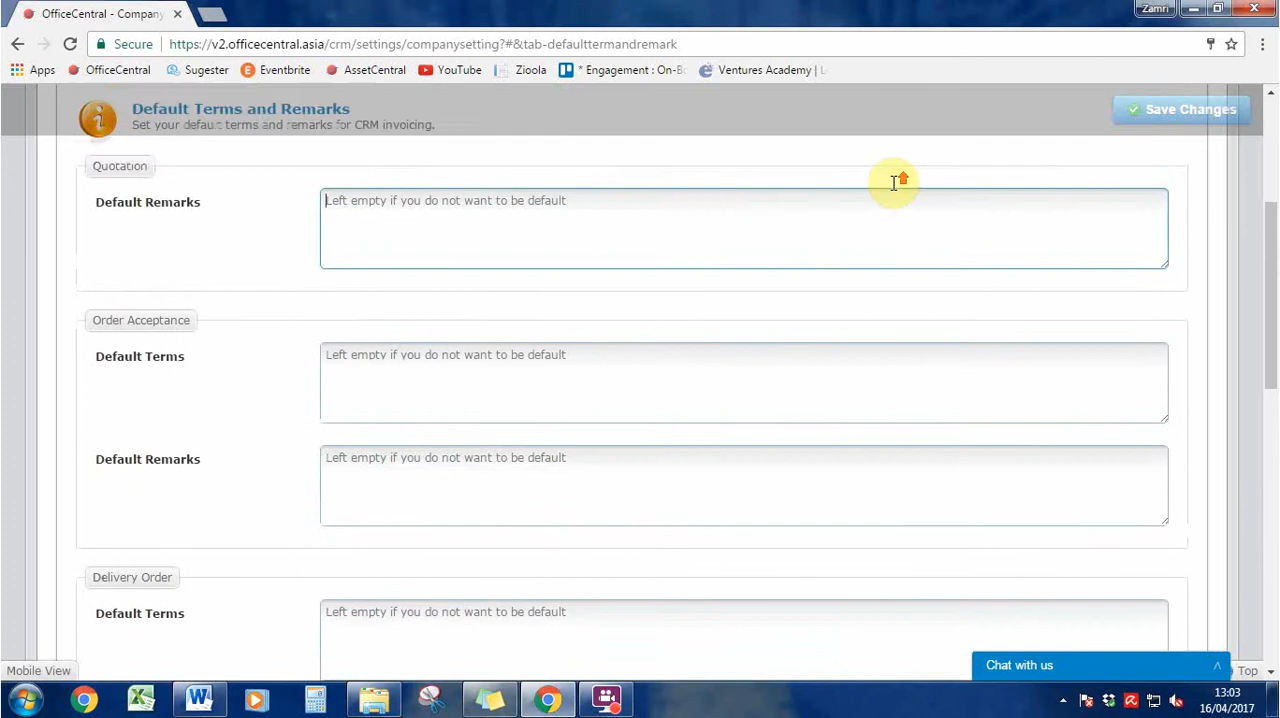 OfficeCentral - Company
Zamri
Secure https://v2.officecentral.asia/crm/settings/companysetting?#&tab-defaulttermandremark
Apps OfficeCentral Sugester Eventbrite AssetCentral YouTube Zioola * Engagement : On-B Ventures Academy | L
Default Terms and Remarks
Set your default terms and remarks for CRM invoicing.
Save Changes
Quotation
Default Remarks
Left empty if you do not want to be default
Order Acceptance
Default Terms
Left empty if you do not want to be default
Default Remarks
Left empty if you do not want to be default
Delivery Order
Default Terms
Left empty if you do not want to be default
Mobile View
Chat with us
Top
13:03
16/04/2017